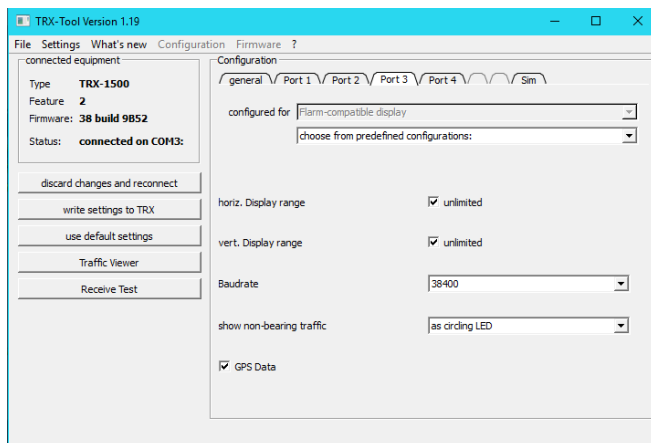 TRX-Tool Version 1.19
File Settings What's new Configuration Firmware ?
connected equipment
Type TRX-1500
Feature 2
Firmware: 38 build 9B52
Status: connected on COM3:
discard changes and reconnect
write settings to TRX
use default settings
Traffic Viewer
Receive Test
Configuration
general Port 1 Port 2 Port 3 Port 4 Sim
configured for Flarm-compatible display
choose from predefined configurations:
horiz. Display range unlimited
vert. Display range unlimited
Baudrate 38400
show non-bearing traffic as circling LED
GPS Data